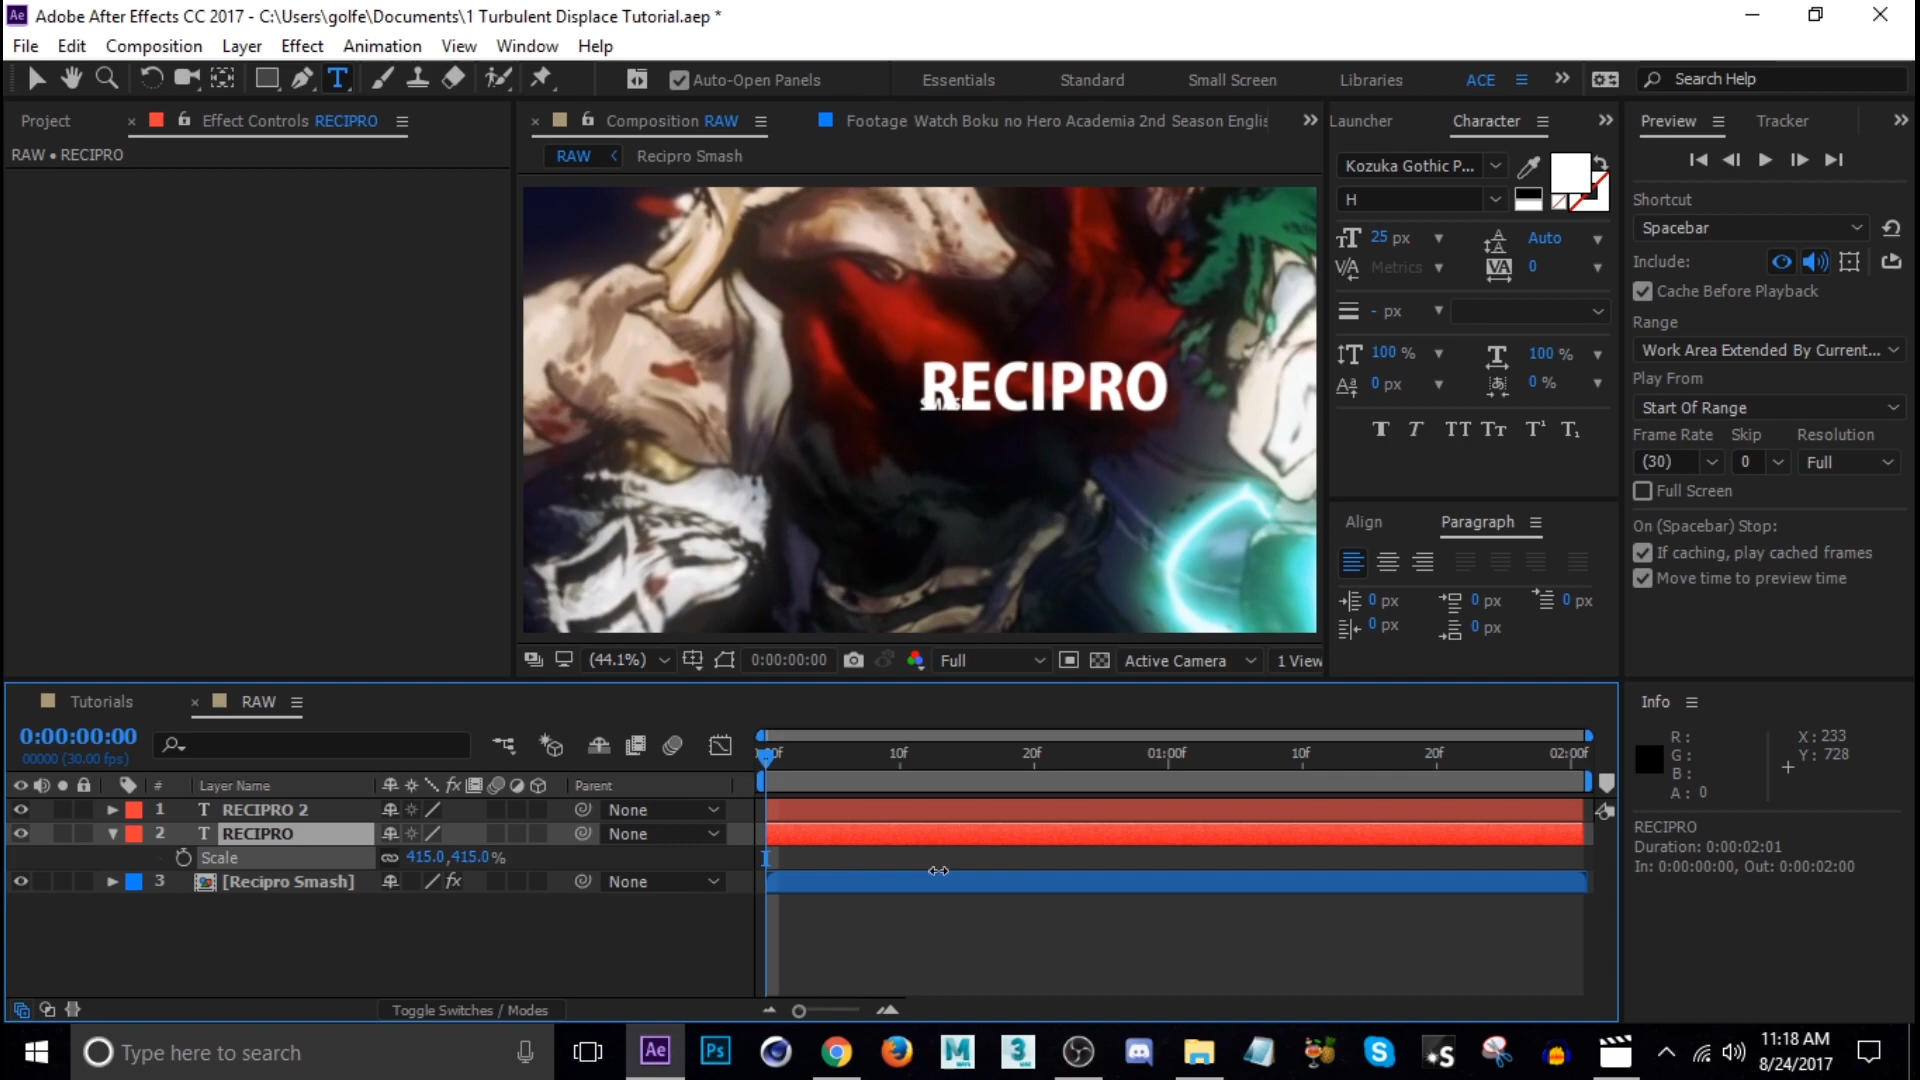 Adobe After Effects CC 2017 - C:\Users\golfe\Documents\1 Turbulent Displace Tutorial.aep *
File Edit Composition Layer Effect Animation View Window Help
Auto-Open Panels Essentials Standard Small Screen Libraries ACE Search Help
Project Effect Controls RECIPRO
RAW • RECIPRO
Composition RAW Footage Watch Boku no Hero Academia 2nd Season Englis
RAW Recipro Smash
RECIPRO
SMASH
(44.1%) 0:00:00:00 Full Active Camera 1 View
Launcher Character
Kozuka Gothic P...
H
25 px Auto
Metrics 0
- px
100 % 100 %
0 px 0 %
Align Paragraph
0 px 0 px 0 px
0 px 0 px
Preview Tracker
Shortcut
Spacebar
Include:
Cache Before Playback
Range
Work Area Extended By Current...
Play From
Start Of Range
Frame Rate Skip Resolution
(30) 0 Full
Full Screen
On (Spacebar) Stop:
If caching, play cached frames
Move time to preview time
Tutorials RAW
0:00:00:00
00000 (30.00 fps)
10f 20f 01:00f 10f 20f 02:00f
# Layer Name Parent
1 T RECIPRO 2 None
2 T RECIPRO None
Scale 415.0,415.0%
3 [Recipro Smash] None
Toggle Switches / Modes
Info
R: X: 233
G: Y: 728
B:
A: 0
RECIPRO
Duration: 0:00:02:01
In: 0:00:00:00, Out: 0:00:02:00
Type here to search
11:18 AM
8/24/2017